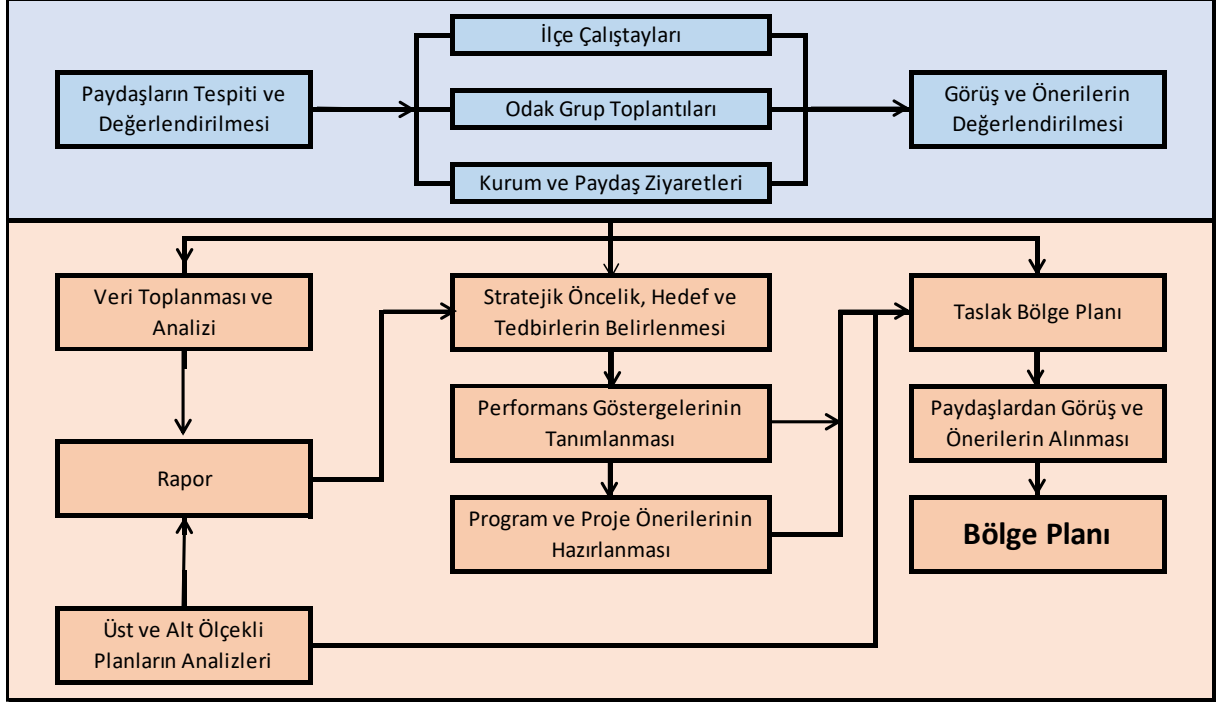 İlçe Çalıştayları
Paydaşların Tespiti ve
Değerlendirilmesi
Odak Grup Toplantıları
Görüş ve Önerilerin
Değerlendirilmesi
Kurum ve Paydaş Ziyaretleri
Veri Toplanması ve
Analizi
Stratejik Öncelik, Hedef ve
Tedbirlerin Belirlenmesi
Taslak Bölge Planı
Performans Göstergelerinin
Tanımlanması
Paydaşlardan Görüş ve
Önerilerin Alınması
Rapor
Program ve Proje Önerilerinin
Hazırlanması
Bölge Planı
Üst ve Alt Ölçekli
Planların Analizleri